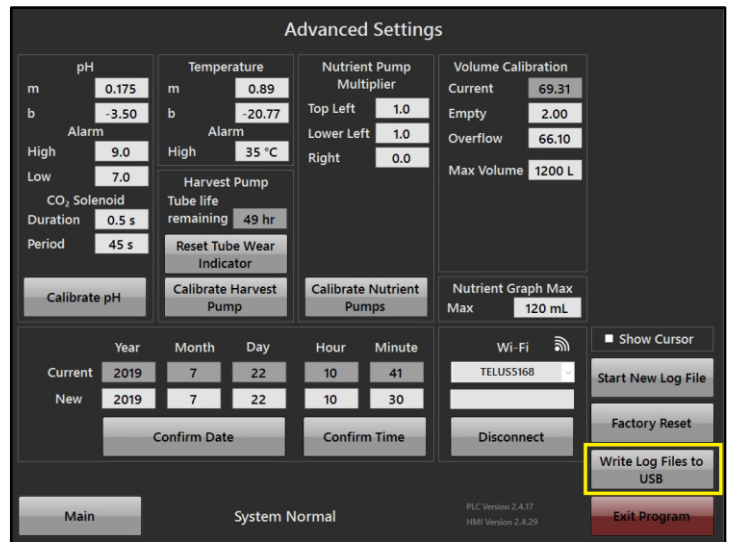 Advanced Settings
pH
m 0.175
b -3.50
Alarm
High 9.0
Low 7.0
CO₂ Solenoid
Duration 0.5 s
Period 45 s
Calibrate pH
Temperature
m 0.89
b -20.77
Alarm
High 35 °C
Harvest Pump
Tube life
remaining 49 hr
Reset Tube Wear
Indicator
Calibrate Harvest
Pump
Nutrient Pump
Multiplier
Top Left 1.0
Lower Left 1.0
Right 0.0
Calibrate Nutrient
Pumps
Volume Calibration
Current 69.31
Empty 2.00
Overflow 66.10
Max Volume 1200 L
Nutrient Graph Max
Max 120 mL
Year Month Day Hour Minute
Current 2019 7 22 10 41
New 2019 7 22 10 30
Confirm Date
Confirm Time
Wi-Fi
TELUS5168
Disconnect
Show Cursor
Start New Log File
Factory Reset
Write Log Files to
USB
Main
System Normal
PLC Version 2.4.17
HMI Version 2.4.29
Exit Program